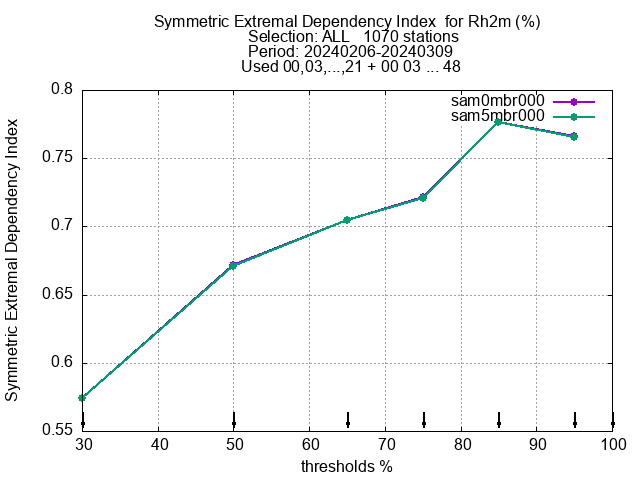 Symmetric Extremal Dependency Index  for Rh2m (%)
Selection: ALL   1070 stations
Period: 20240206-20240309
Used 00,03,...,21 + 00 03 ... 48
sam0mbr000
sam5mbr000
Symmetric Extremal Dependency Index
0.8
0.75
0.7
0.65
0.6
0.55
30 40 50 60 70 80 90 100
thresholds %